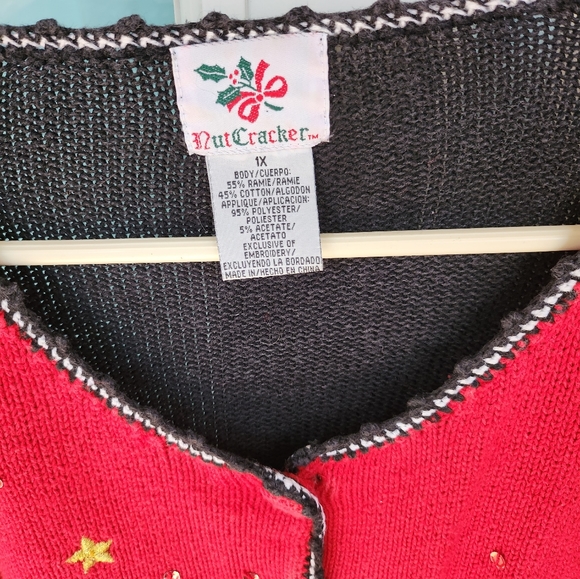 NutCracker™
1X
BODY/CUERPO:
55% RAMIE/RAMIE
45% COTTON/ALGODON
APPLIQUE/APLICACION:
95% POLYESTER/
POLIESTER
5% ACETATE/
ACETATO
EXCLUSIVE OF
EMBROIDERY/
EXCLUYENDO LA BORDADO
MADE IN/HECHO EN CHINA